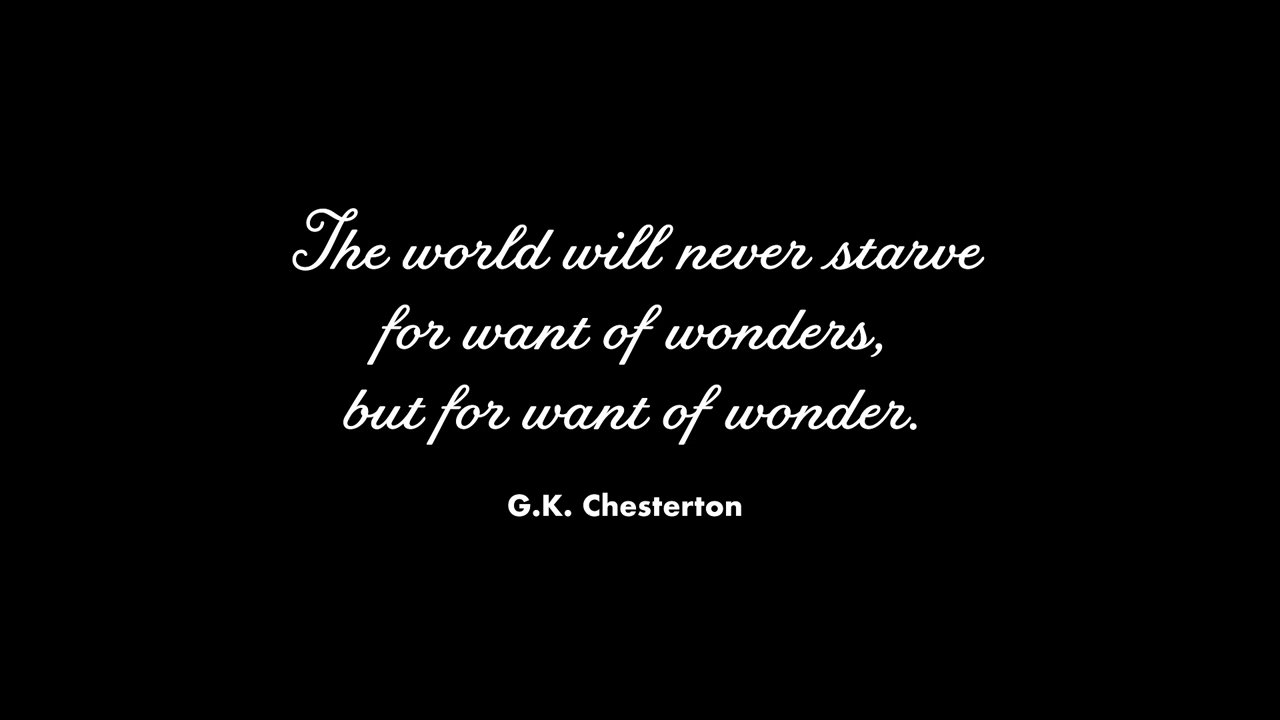 The world will never starve
for want of wonders,
but for want of wonder.
G.K. Chesterton